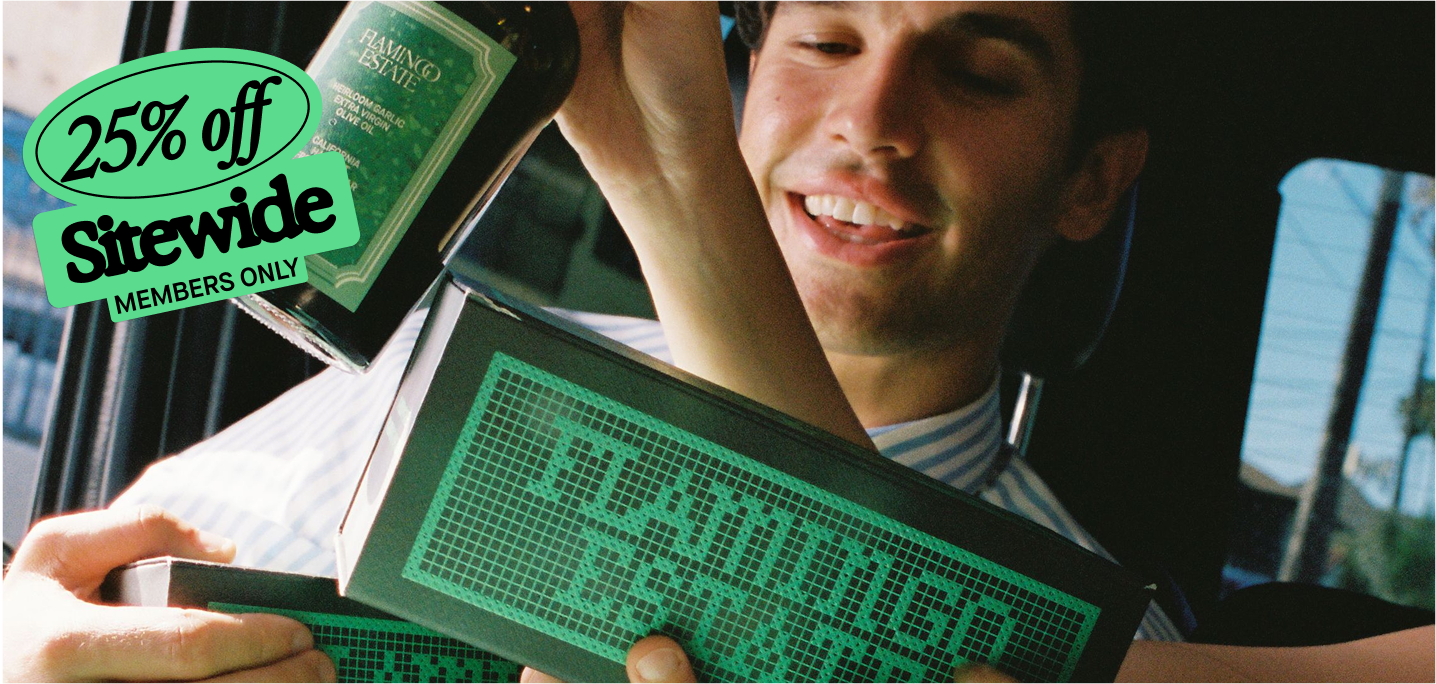 25% off
Sitewide
MEMBERS ONLY
FLAMINGO
ESTATE
HEIRLOOM GARLIC
EXTRA VIRGIN
OLIVE OIL
CALIFORNIA
FLAMINGO
ESTATE